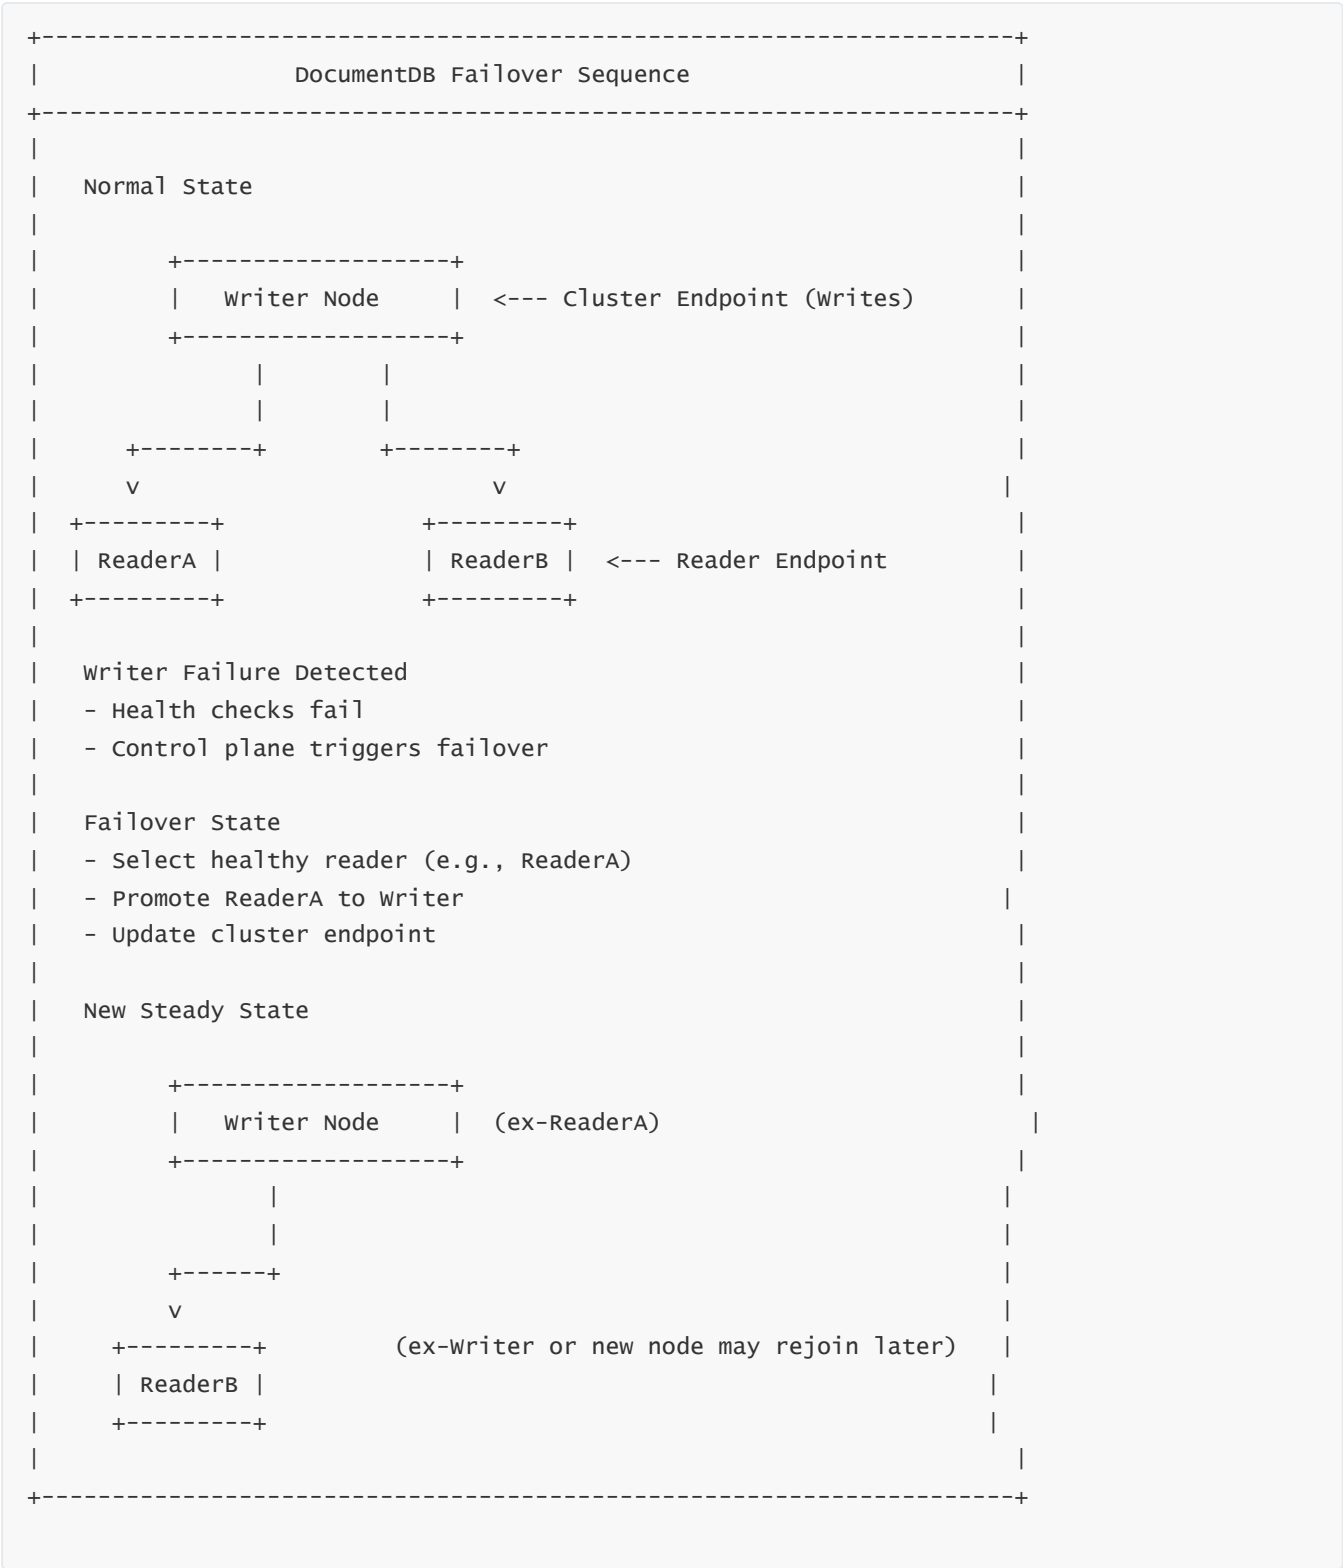 +---------------------------------------------------------------------+
|                  DocumentDB Failover Sequence                       |
+---------------------------------------------------------------------+
|                                                                     |
|   Normal State                                                      |
|                                                                     |
|         +-------------------+                                       |
|         |   Writer Node    |  <--- Cluster Endpoint (Writes)       |
|         +-------------------+                                       |
|               |        |                                            |
|               |        |                                            |
|      +--------+        +--------+                                   |
|      v                         v                                   |
|  +---------+              +---------+                               |
|  | ReaderA |              | ReaderB |  <--- Reader Endpoint         |
|  +---------+              +---------+                               |
|                                                                     |
|   Writer Failure Detected                                           |
|   - Health checks fail                                              |
|   - Control plane triggers failover                                 |
|                                                                     |
|   Failover State                                                    |
|   - Select healthy reader (e.g., ReaderA)                           |
|   - Promote ReaderA to Writer                                      |
|   - Update cluster endpoint                                         |
|                                                                     |
|   New Steady State                                                  |
|                                                                     |
|         +-------------------+                                       |
|         |   Writer Node     |  (ex-ReaderA)                          |
|         +-------------------+                                       |
|                |                                                   |
|                |                                                   |
|         +------+                                                   |
|         v                                                          |
|     +---------+         (ex-Writer or new node may rejoin later)   |
|     | ReaderB |                                                   |
|     +---------+                                                   |
|                                                                     |
+---------------------------------------------------------------------+